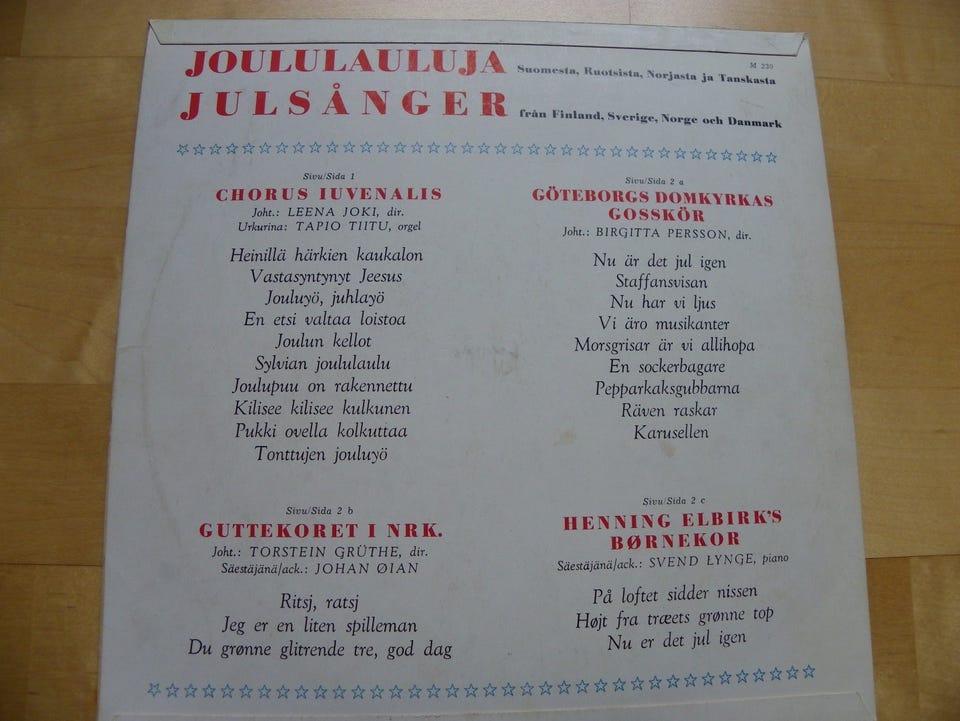 JOULULAULUJA Suomesta, Ruotsista, Norjasta ja Tanskasta
M 230
JULSÅNGER från Finland, Sverige, Norge och Danmark
Sivu/Sida 1
CHORUS IUVENALIS
Joht.: LEENA JOKI, dir.
Urkurina: TAPIO TIITU, orgel
Heinillä härkien kaukalon
Vastasyntynyt Jeesus
Jouluyö, juhlayö
En etsi valtaa loistoa
Joulun kellot
Sylvian joululaulu
Joulupuu on rakennettu
Kilisee kilisee kulkunen
Pukki ovella kolkuttaa
Tonttujen jouluyö
Sivu/Sida 2 a
GÖTEBORGS DOMKYRKAS
GOSSKÖR
Joht.: BIRGITTA PERSSON, dir.
Nu är det jul igen
Staffansvisan
Nu har vi ljus
Vi äro musikanter
Morsgrisar är vi allihopa
En sockerbagare
Pepparkaksgubbarna
Räven raskar
Karusellen
Sivu/Sida 2 b
GUTTEKORET I NRK.
Joht.: TORSTEIN GRÜTHE, dir.
Säestäjänä/ack.: JOHAN ØIAN
Ritsj, ratsj
Jeg er en liten spilleman
Du grønne glitrende tre, god dag
Sivu/Sida 2 c
HENNING ELBIRK'S
BØRNEKOR
Säestäjänä/ack.: SVEND LYNGE, piano
På loftet sidder nissen
Højt fra træets grønne top
Nu er det jul igen